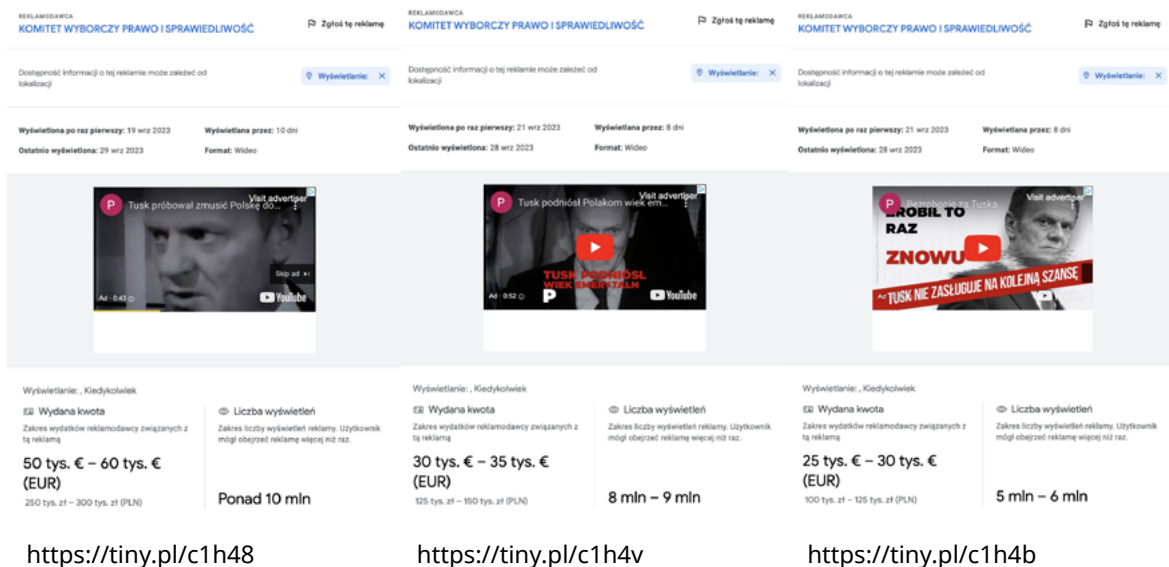 REKLAMODAWCA
KOMITET WYBORCZY PRAWO I SPRAWIEDLIWOŚĆ
Zgłoś tę reklamę
Dostępność informacji o tej reklamie może zależeć od
lokalizacji
Wyświetlanie: ×
Wyświetlona po raz pierwszy: 19 wrz 2023
Wyświetlana przez: 10 dni
Ostatnio wyświetlona: 29 wrz 2023
Format: Wideo
P Tusk próbował zmusić Polskę do...
Visit advertiser
Skip ad
Ad · 0:43
YouTube
Wyświetlanie: , Kiedykolwiek
Wydana kwota
Zakres wydatków reklamodawcy związanych z
tą reklamą
50 tys. € – 60 tys. €
(EUR)
250 tys. zł – 300 tys. zł (PLN)
Liczba wyświetleń
Zakres liczby wyświetleń reklamy. Użytkownik
mógł obejrzeć reklamę więcej niż raz.
Ponad 10 mln
https://tiny.pl/c1h48
REKLAMODAWCA
KOMITET WYBORCZY PRAWO I SPRAWIEDLIWOŚĆ
Zgłoś tę reklamę
Dostępność informacji o tej reklamie może zależeć od
lokalizacji
Wyświetlanie: ×
Wyświetlona po raz pierwszy: 21 wrz 2023
Wyświetlana przez: 8 dni
Ostatnio wyświetlona: 28 wrz 2023
Format: Wideo
P Tusk podniósł Polakom wiek em...
Visit advertiser
TUSK PODNIÓSŁ
WIEK EMERYTALN
P
Ad · 0:52
YouTube
Wyświetlanie: , Kiedykolwiek
Wydana kwota
Zakres wydatków reklamodawcy związanych z
tą reklamą
30 tys. € – 35 tys. €
(EUR)
125 tys. zł – 150 tys. zł (PLN)
Liczba wyświetleń
Zakres liczby wyświetleń reklamy. Użytkownik
mógł obejrzeć reklamę więcej niż raz.
8 mln – 9 mln
https://tiny.pl/c1h4v
REKLAMODAWCA
KOMITET WYBORCZY PRAWO I SPRAWIEDLIWOŚĆ
Zgłoś tę reklamę
Dostępność informacji o tej reklamie może zależeć od
lokalizacji
Wyświetlanie: ×
Wyświetlona po raz pierwszy: 21 wrz 2023
Wyświetlana przez: 8 dni
Ostatnio wyświetlona: 28 wrz 2023
Format: Wideo
P Bezrobocie za Tuska
Visit advertiser
ZROBIŁ TO
RAZ
ZNOWU
TUSK NIE ZASŁUGUJE NA KOLEJNĄ SZANSĘ
Ad
Wyświetlanie: , Kiedykolwiek
Wydana kwota
Zakres wydatków reklamodawcy związanych z
tą reklamą
25 tys. € – 30 tys. €
(EUR)
100 tys. zł – 125 tys. zł (PLN)
Liczba wyświetleń
Zakres liczby wyświetleń reklamy. Użytkownik
mógł obejrzeć reklamę więcej niż raz.
5 mln – 6 mln
https://tiny.pl/c1h4b